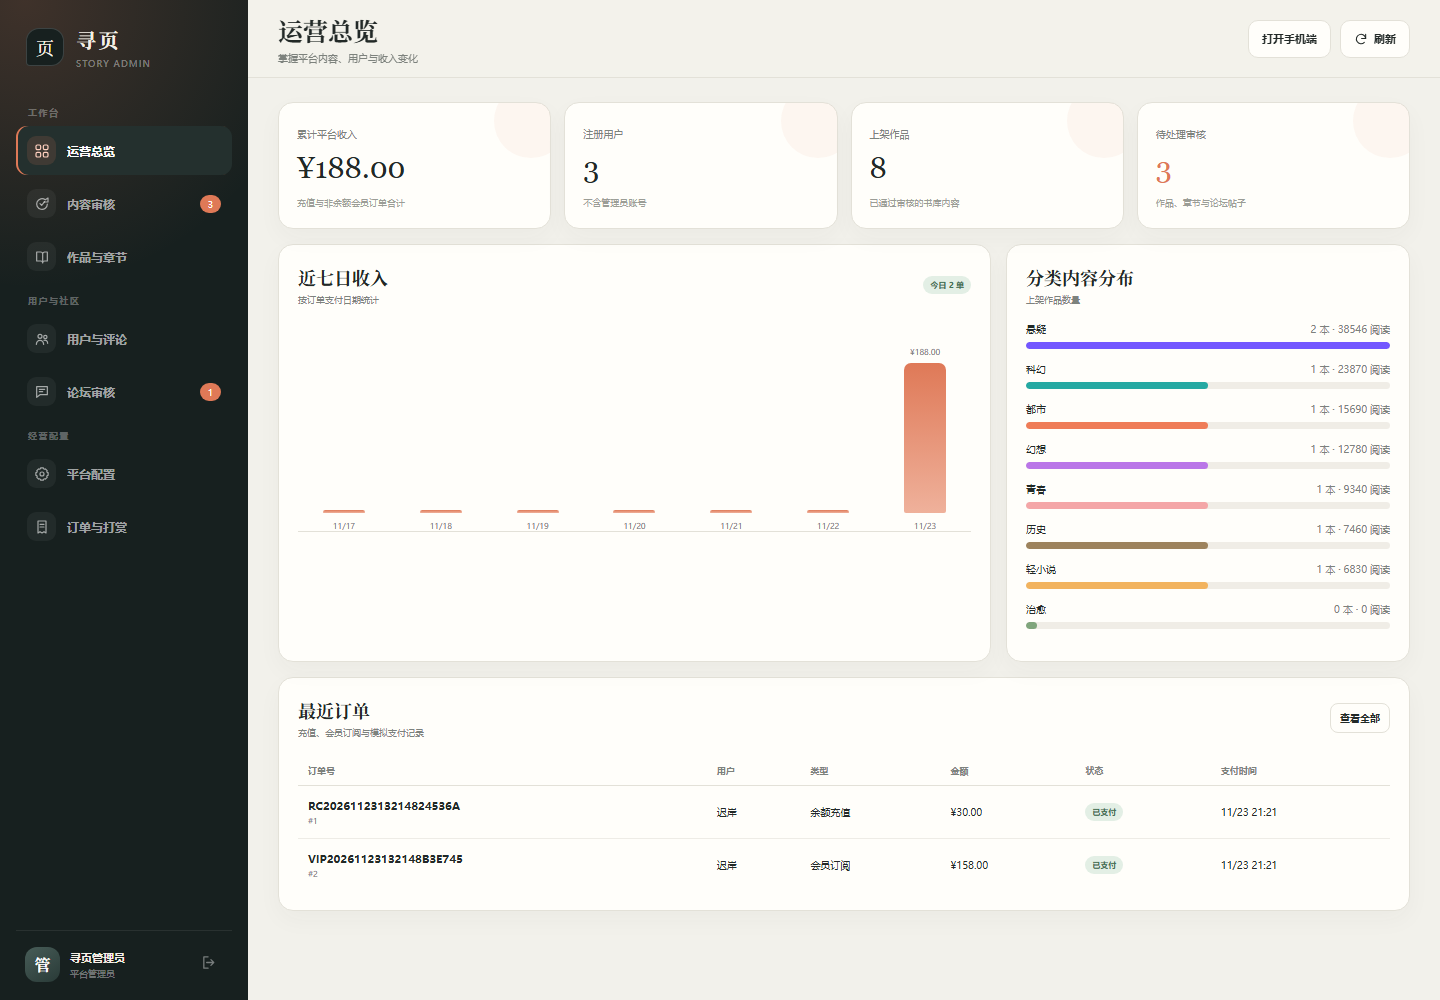 页
寻页
STORY ADMIN
工作台
运营总览
内容审核
3
作品与章节
用户与社区
用户与评论
论坛审核
1
经营配置
平台配置
订单与打赏
管
寻页管理员
平台管理员
运营总览
掌握平台内容、用户与收入变化
打开手机端
刷新
累计平台收入
¥188.00
充值与非余额会员订单合计
注册用户
3
不含管理员账号
上架作品
8
已通过审核的书库内容
待处理审核
3
作品、章节与论坛帖子
近七日收入
按订单支付日期统计
今日 2 单
¥188.00
11/17
11/18
11/19
11/20
11/21
11/22
11/23
分类内容分布
上架作品数量
悬疑
2 本 · 38546 阅读
科幻
1 本 · 23870 阅读
都市
1 本 · 15690 阅读
幻想
1 本 · 12780 阅读
青春
1 本 · 9340 阅读
历史
1 本 · 7460 阅读
轻小说
1 本 · 6830 阅读
治愈
0 本 · 0 阅读
最近订单
充值、会员订阅与模拟支付记录
查看全部
订单号 用户 类型 金额 状态 支付时间
RC2026112313214824536A 迟岸 余额充值 ¥30.00 已支付 11/23 21:21
#1
VIP20261123132148B3E745 迟岸 会员订阅 ¥158.00 已支付 11/23 21:21
#2